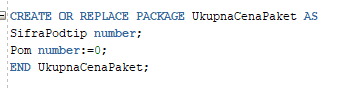 CREATE OR REPLACE PACKAGE UkupnaCenaPaket AS
SifraPodtip number;
Pom number:=0;
END UkupnaCenaPaket;